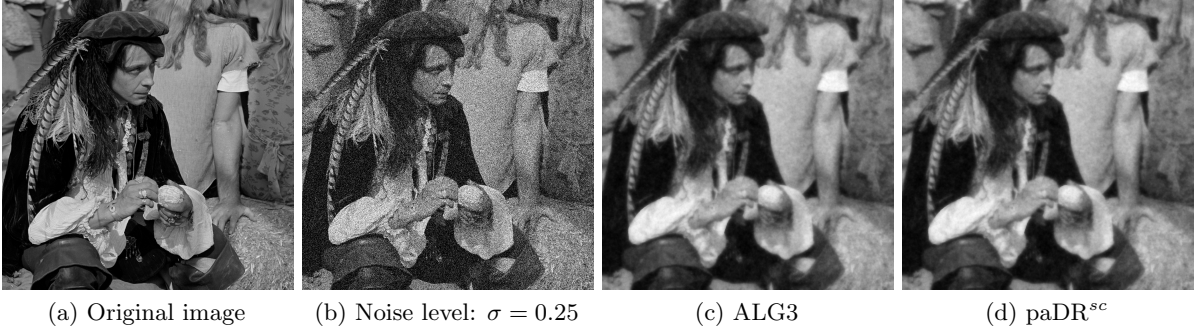 (a) Original image
(b) Noise level: σ = 0.25
(c) ALG3
(d) paDR^{sc}